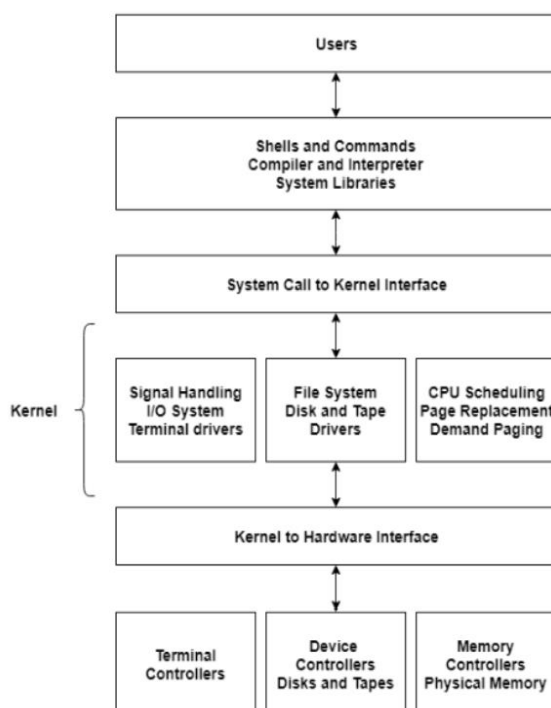 Users
Shells and Commands
Compiler and Interpreter
System Libraries
System Call to Kernel Interface
Kernel
Signal Handling
I/O System
Terminal drivers
File System
Disk and Tape
Drivers
CPU Scheduling
Page Replacement
Demand Paging
Kernel to Hardware Interface
Terminal
Controllers
Device
Controllers
Disks and Tapes
Memory
Controllers
Physical Memory